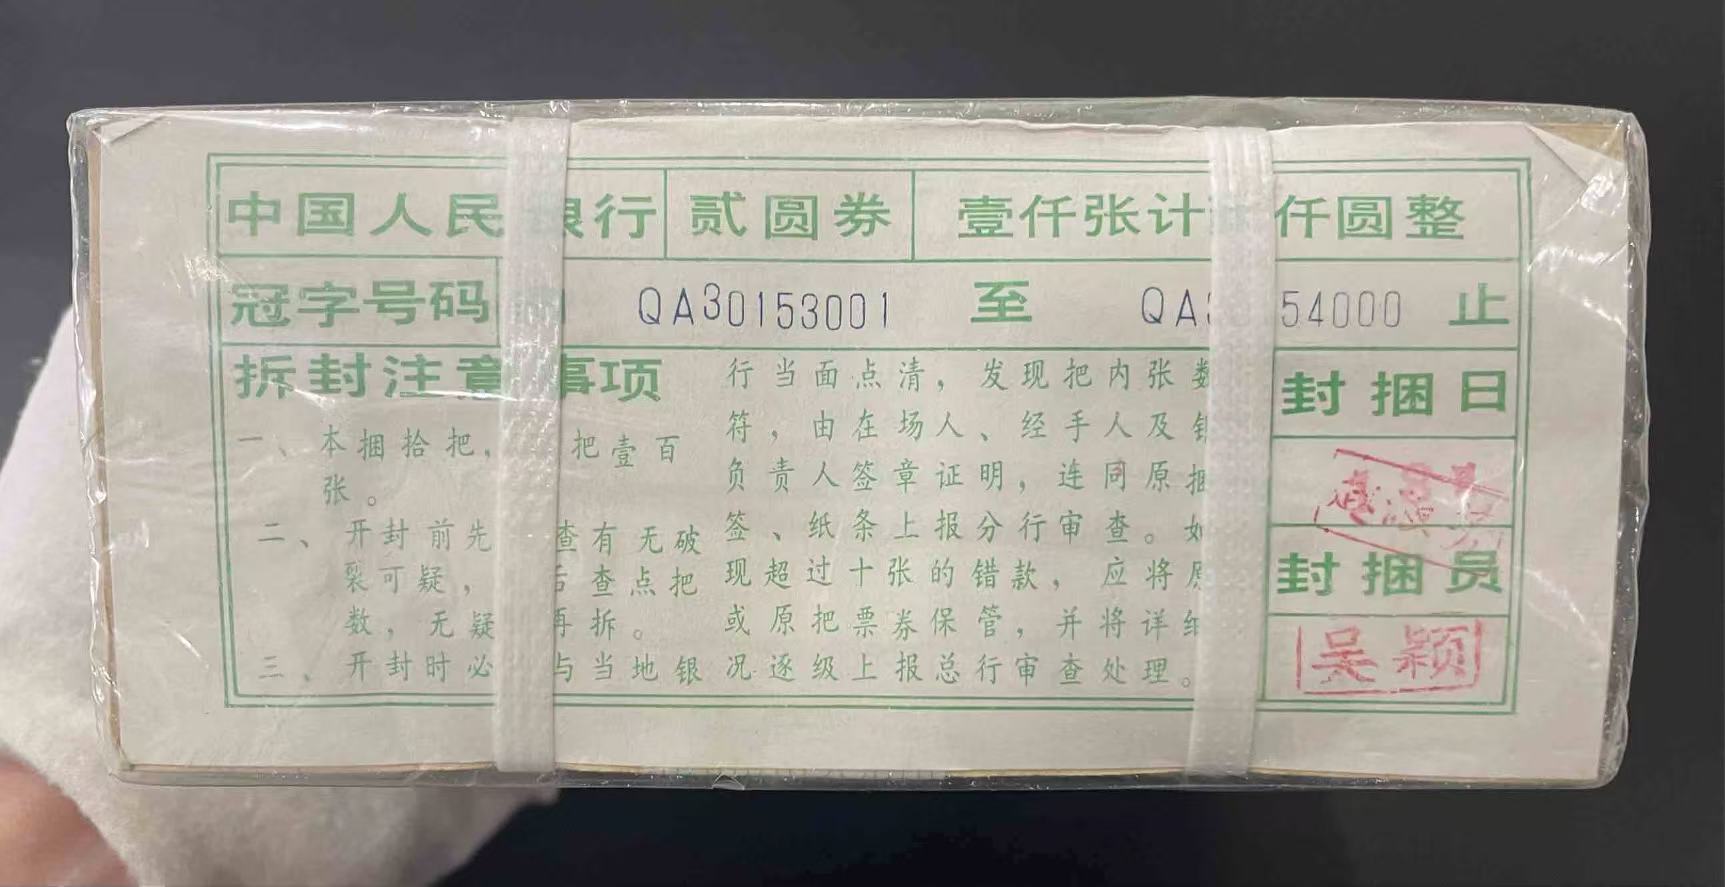 中国人民银行 贰圆券 壹仟张计 仟圆整
冠字号码 QA30153001 至 QA3 54000 止
拆封注意事项
一、本捆拾把, 把壹百
张。
二、开封前先 查有无破
裂可疑, 后查点把
数,无疑 再拆。
三、开封时必 与当地银
行当面点清,发现把内张数
符,由在场人、经手人及银
负责人签章证明,连同原捆
签、纸条上报分行审查。如
现超过十张的错款,应将原
或原把票券保管,并将详细
况逐级上报总行审查处理。
封捆日
封捆员
吴颖